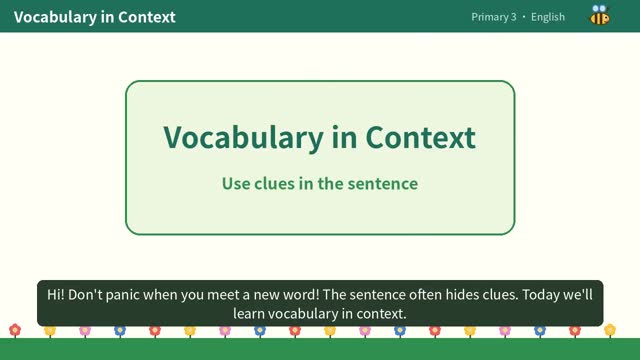 Vocabulary in Context
Primary 3 • English
Vocabulary in Context
Use clues in the sentence
Hi! Don't panic when you meet a new word! The sentence often hides clues. Today we'll
learn vocabulary in context.